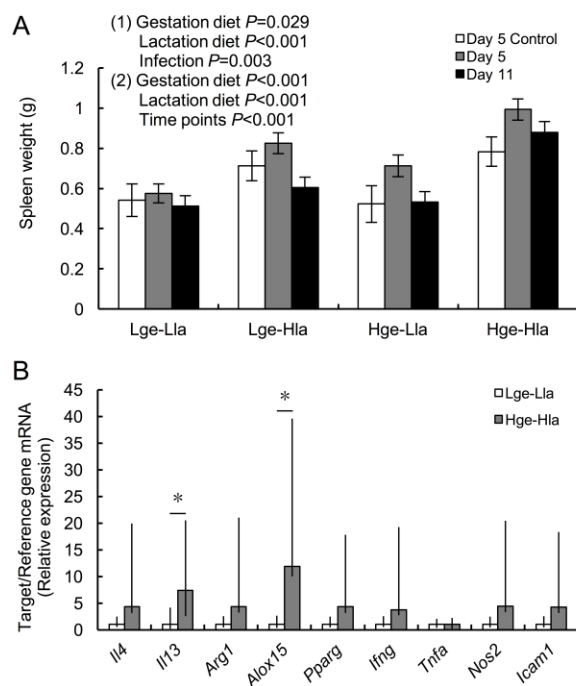 A
(1) Gestation diet P=0.029
Lactation diet P<0.001
Infection P=0.003
(2) Gestation diet P<0.001
Lactation diet P<0.001
Time points P<0.001
Day 5 Control
Day 5
Day 11
Spleen weight (g)
1.2
1
0.8
0.6
0.4
0.2
0
Lge-Lla
Lge-Hla
Hge-Lla
Hge-Hla
B
Lge-Lla
Hge-Hla
Target/Reference gene mRNA
(Relative expression)
45
40
35
30
25
20
15
10
5
0
*
*
Il4
Il13
Arg1
Alox15
Pparg
Ifng
Tnfa
Nos2
Icam1